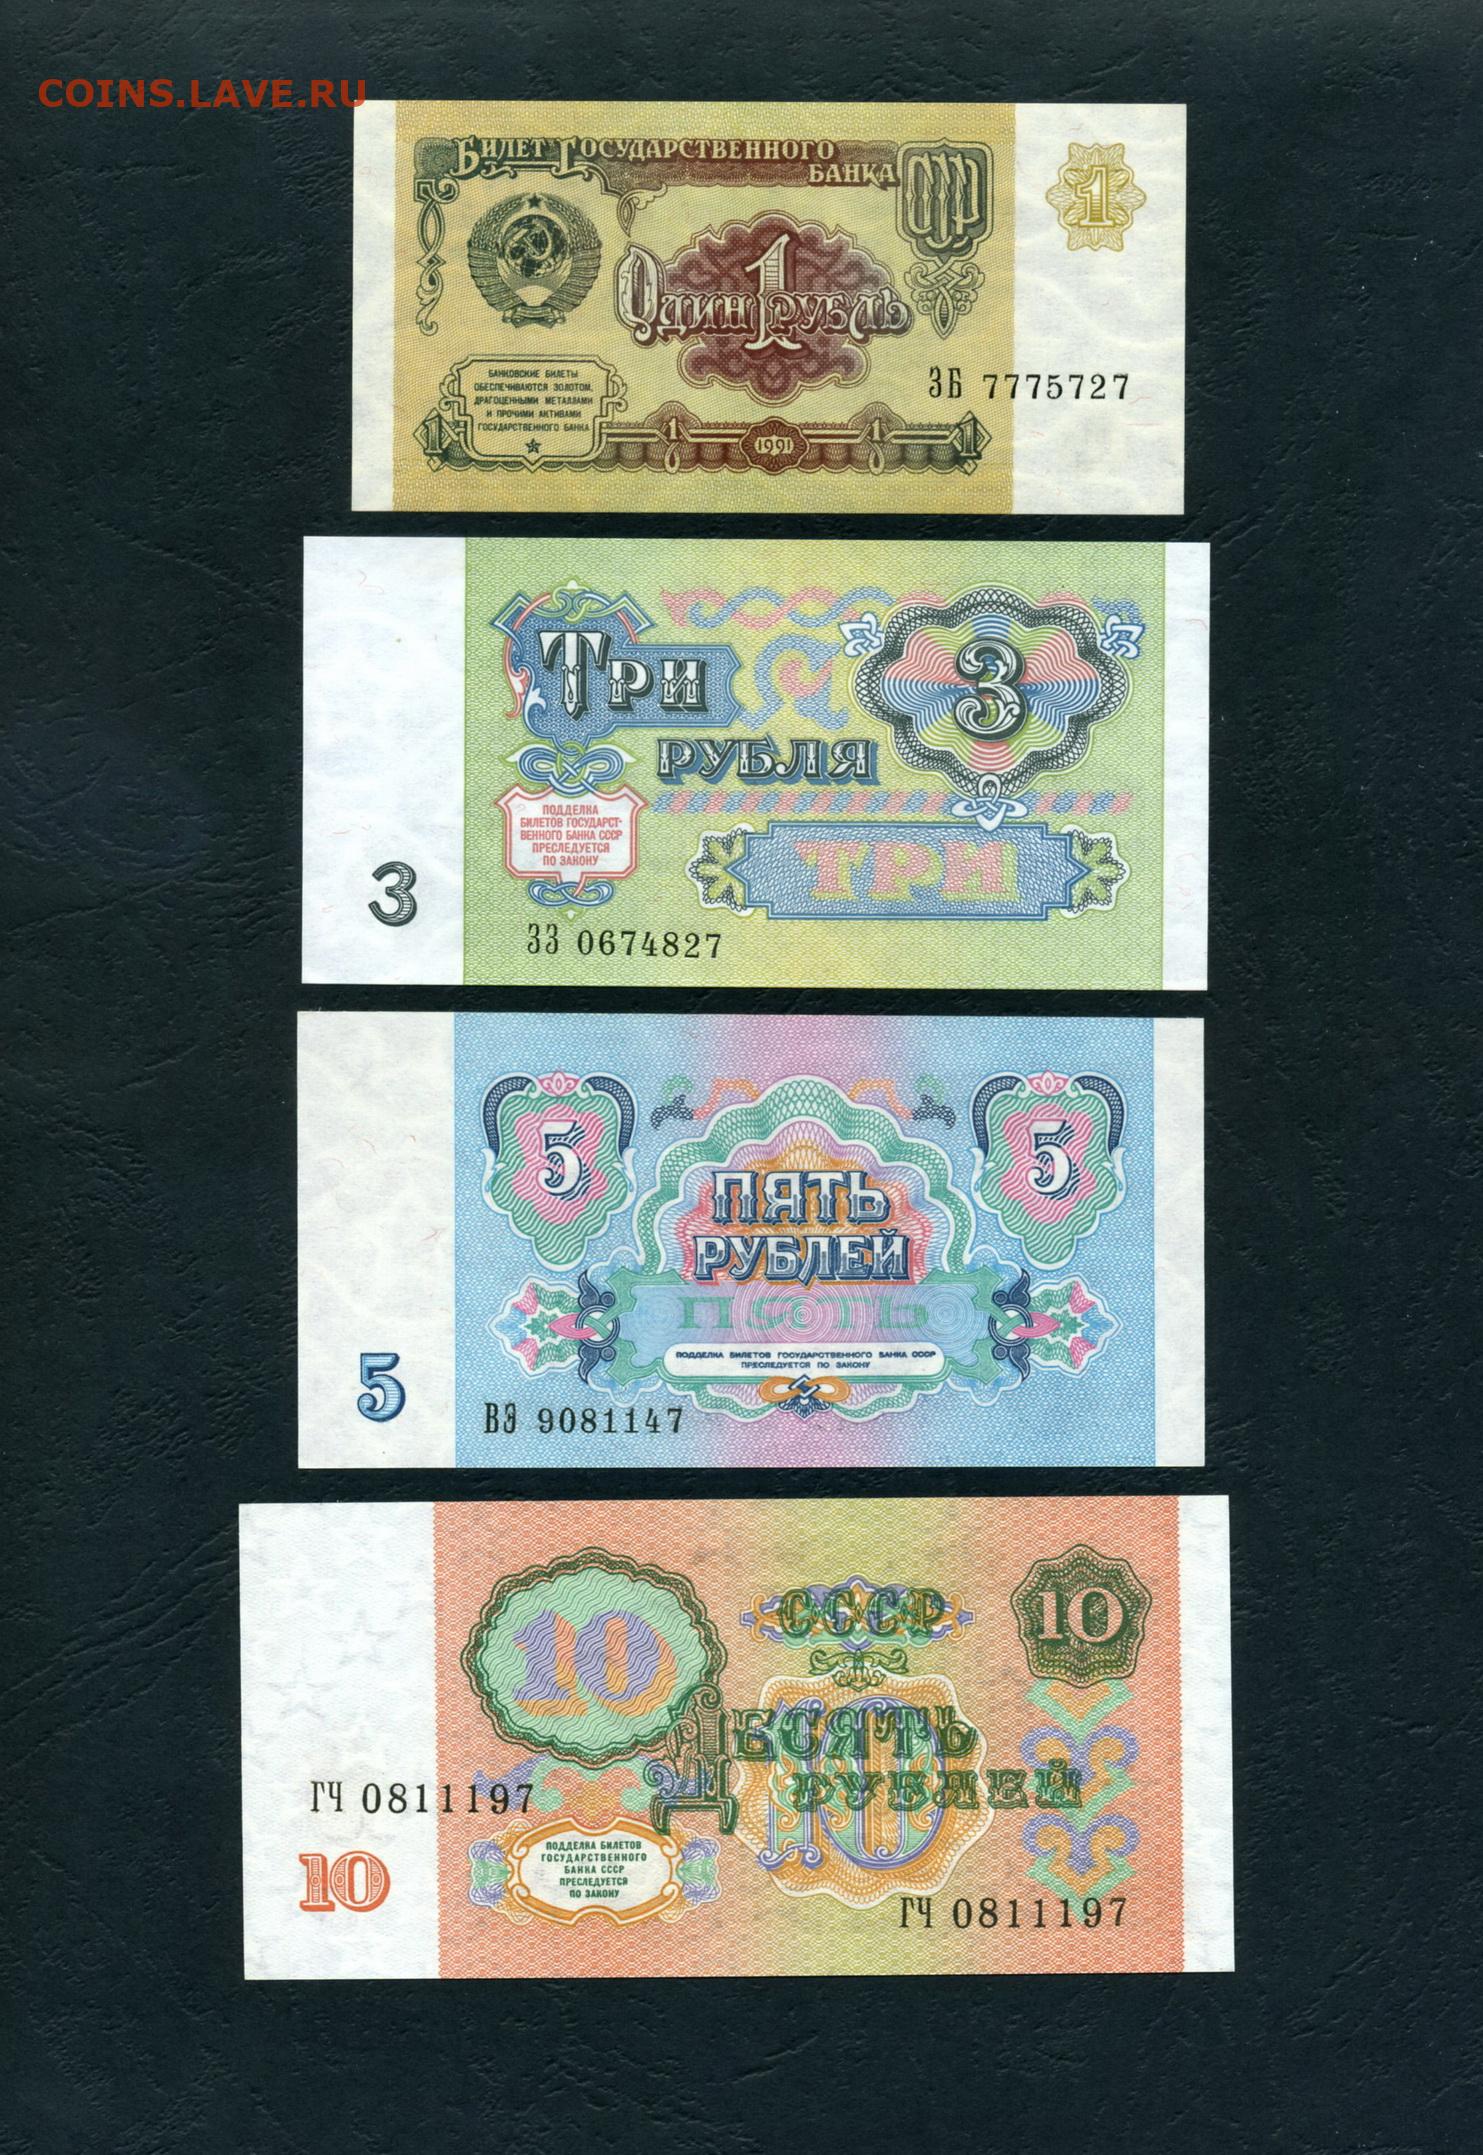 COINS.LAVE.RU
БИЛЕТ ГОСУДАРСТВЕННОГО
БАНКА
СССР
1
ОДИН 1 РУБЛЬ
БАНКОВСКИЕ БИЛЕТЫ
ОБЕСПЕЧИВАЮТСЯ ЗОЛОТОМ,
ДРАГОЦЕННЫМИ МЕТАЛЛАМИ
И ПРОЧИМИ АКТИВАМИ
ГОСУДАРСТВЕННОГО БАНКА
ЗБ 7775727
1 1 1991 1 1
ТРИ
РУБЛЯ
3
ПОДДЕЛКА
БИЛЕТОВ ГОСУДАРСТ-
ВЕННОГО БАНКА СССР
ПРЕСЛЕДУЕТСЯ
ПО ЗАКОНУ
ТРИ
3
ЗЗ 0674827
5
5
ПЯТЬ
РУБЛЕЙ
ПЯТЬ
ПОДДЕЛКА БИЛЕТОВ ГОСУДАРСТВЕННОГО БАНКА СССР
ПРЕСЛЕДУЕТСЯ ПО ЗАКОНУ
5
ВЭ 9081147
10
СССР
10
ДЕСЯТЬ
РУБЛЕЙ
10
ГЧ 0811197
ПОДДЕЛКА БИЛЕТОВ
ГОСУДАРСТВЕННОГО
БАНКА СССР
ПРЕСЛЕДУЕТСЯ
ПО ЗАКОНУ
10
ГЧ 0811197